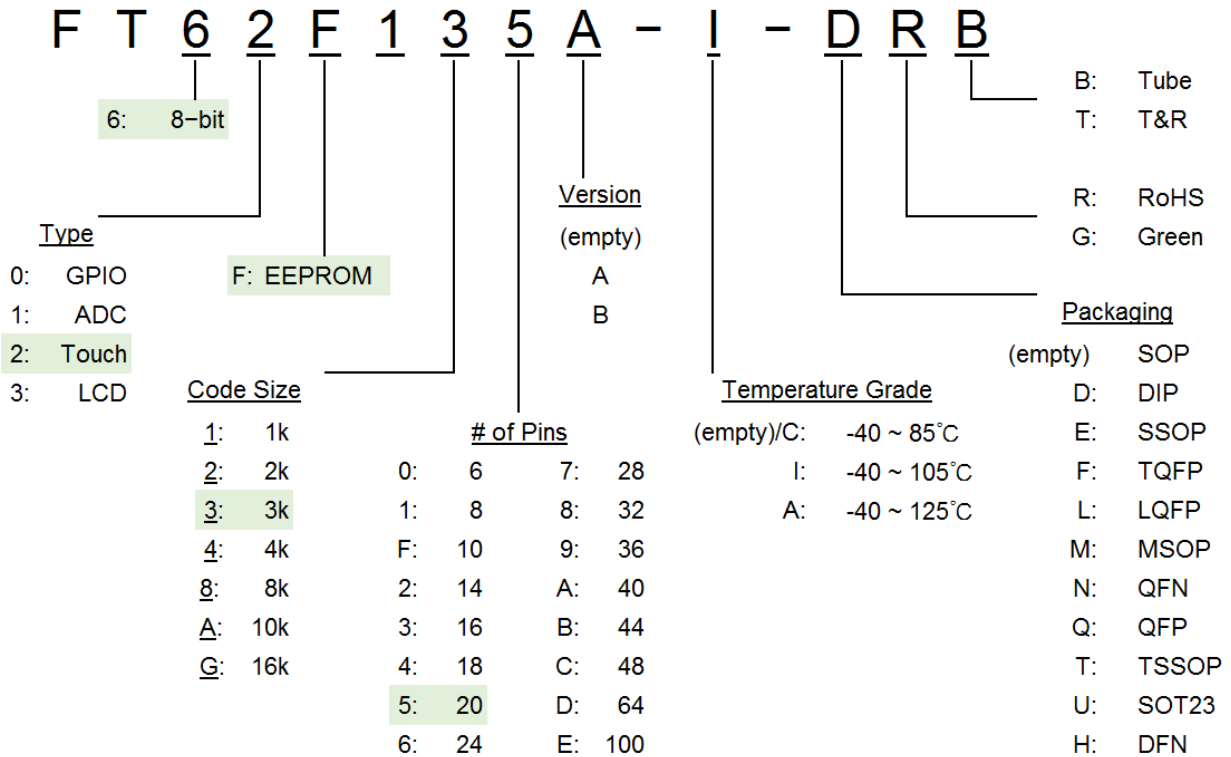 F T 6 2 F 1 3 5 A - I - D R B
6: 8-bit
B: Tube
T: T&R
R: RoHS
G: Green
Type
0: GPIO
1: ADC
2: Touch
3: LCD
F: EEPROM
Version
(empty)
A
B
Code Size
1: 1k
2: 2k
3: 3k
4: 4k
8: 8k
A: 10k
G: 16k
# of Pins
0: 6 7: 28
1: 8 8: 32
F: 10 9: 36
2: 14 A: 40
3: 16 B: 44
4: 18 C: 48
5: 20 D: 64
6: 24 E: 100
Temperature Grade
(empty)/C: -40 ~ 85℃
I: -40 ~ 105℃
A: -40 ~ 125℃
Packaging
(empty) SOP
D: DIP
E: SSOP
F: TQFP
L: LQFP
M: MSOP
N: QFN
Q: QFP
T: TSSOP
U: SOT23
H: DFN